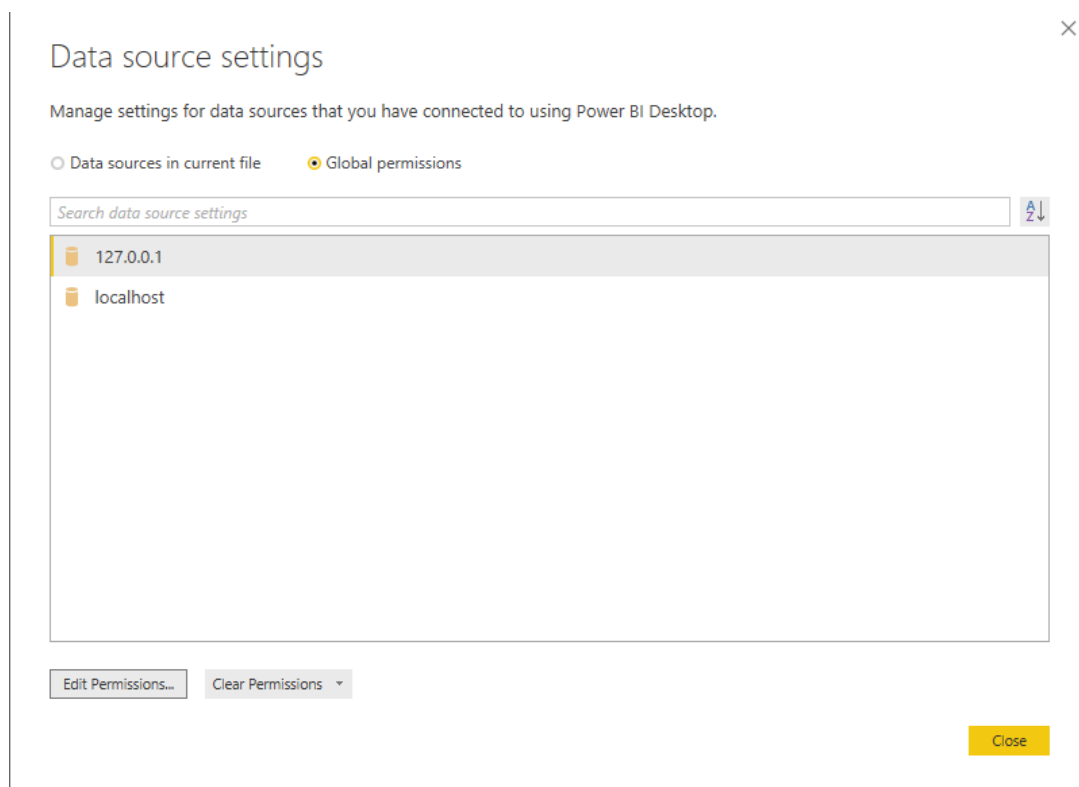 Data source settings
Manage settings for data sources that you have connected to using Power BI Desktop.
Data sources in current file Global permissions
Search data source settings
A
Z
127.0.0.1
localhost
Edit Permissions... Clear Permissions
Close